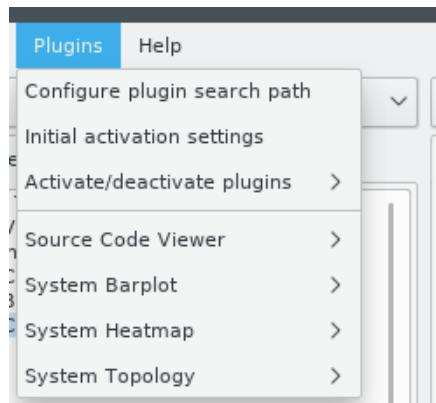 Plugins Help
Configure plugin search path
Initial activation settings
Activate/deactivate plugins
Source Code Viewer
System Barplot
System Heatmap
System Topology